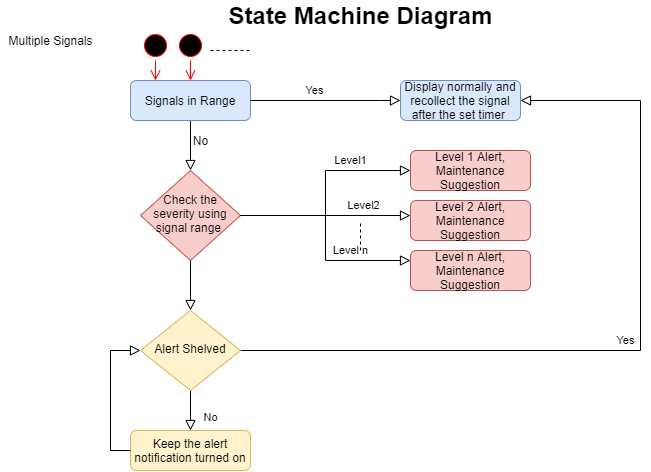 State Machine Diagram
Multiple Signals
Signals in Range
Yes
Display normally and
recollect the signal
after the set timer
No
Check the
severity using
signal range
Level1
Level 1 Alert,
Maintenance
Suggestion
Level2
Level 2 Alert,
Maintenance
Suggestion
Level n
Level n Alert,
Maintenance
Suggestion
Alert Shelved
Yes
No
Keep the alert
notification turned on